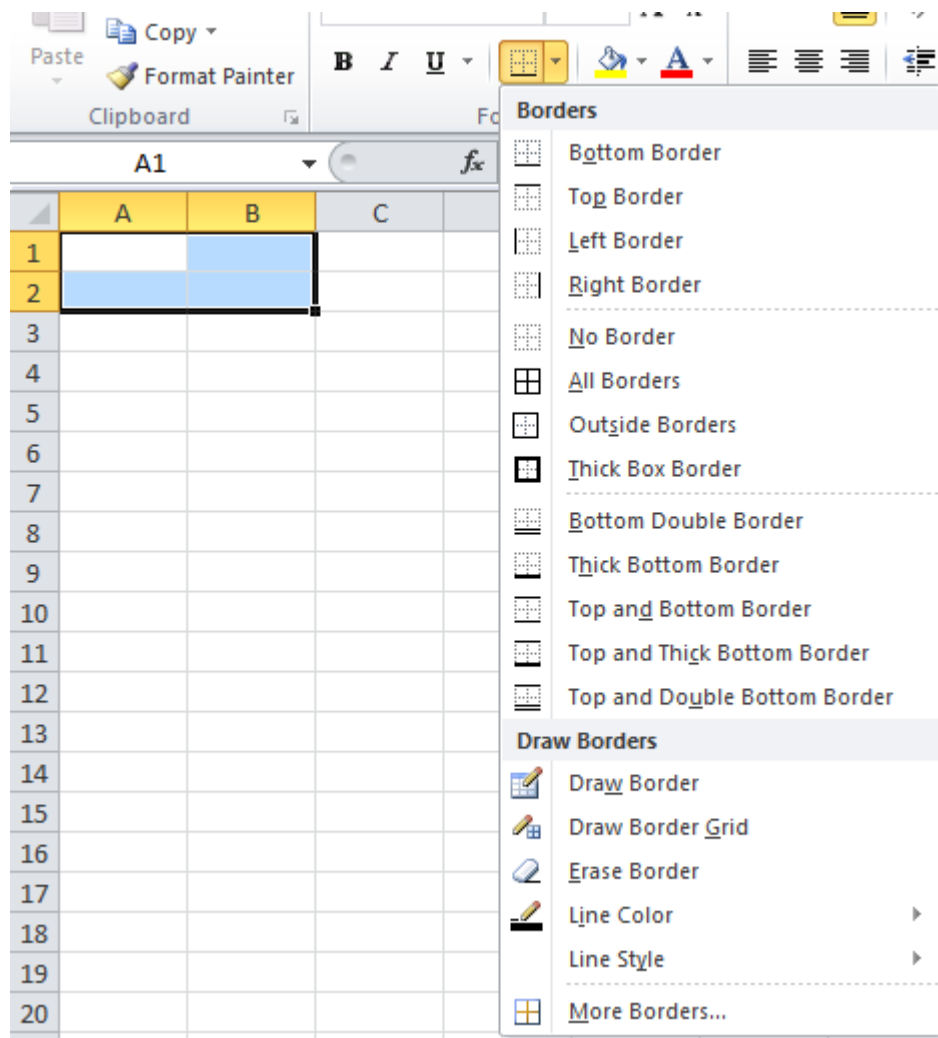 Copy
Paste
Format Painter
B I U A
Clipboard
Fo
A1 fx
A B C
1
2
3
4
5
6
7
8
9
10
11
12
13
14
15
16
17
18
19
20
Borders
Bottom Border
Top Border
Left Border
Right Border
No Border
All Borders
Outside Borders
Thick Box Border
Bottom Double Border
Thick Bottom Border
Top and Bottom Border
Top and Thick Bottom Border
Top and Double Bottom Border
Draw Borders
Draw Border
Draw Border Grid
Erase Border
Line Color
Line Style
More Borders...